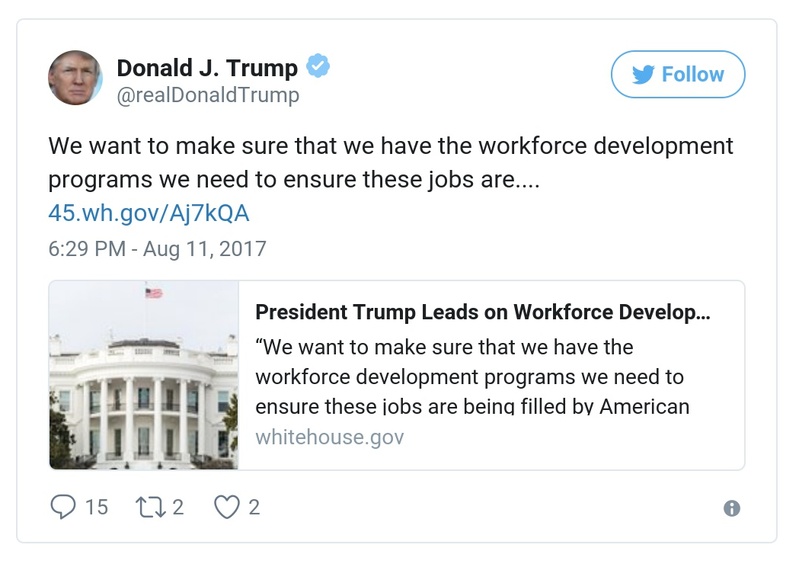 Donald J. Trump
@realDonaldTrump
Follow
We want to make sure that we have the workforce development
programs we need to ensure these jobs are....
45.wh.gov/Aj7kQA
6:29 PM - Aug 11, 2017
President Trump Leads on Workforce Develop...
“We want to make sure that we have the
workforce development programs we need to
ensure these jobs are being filled by American
whitehouse.gov
15 2 2